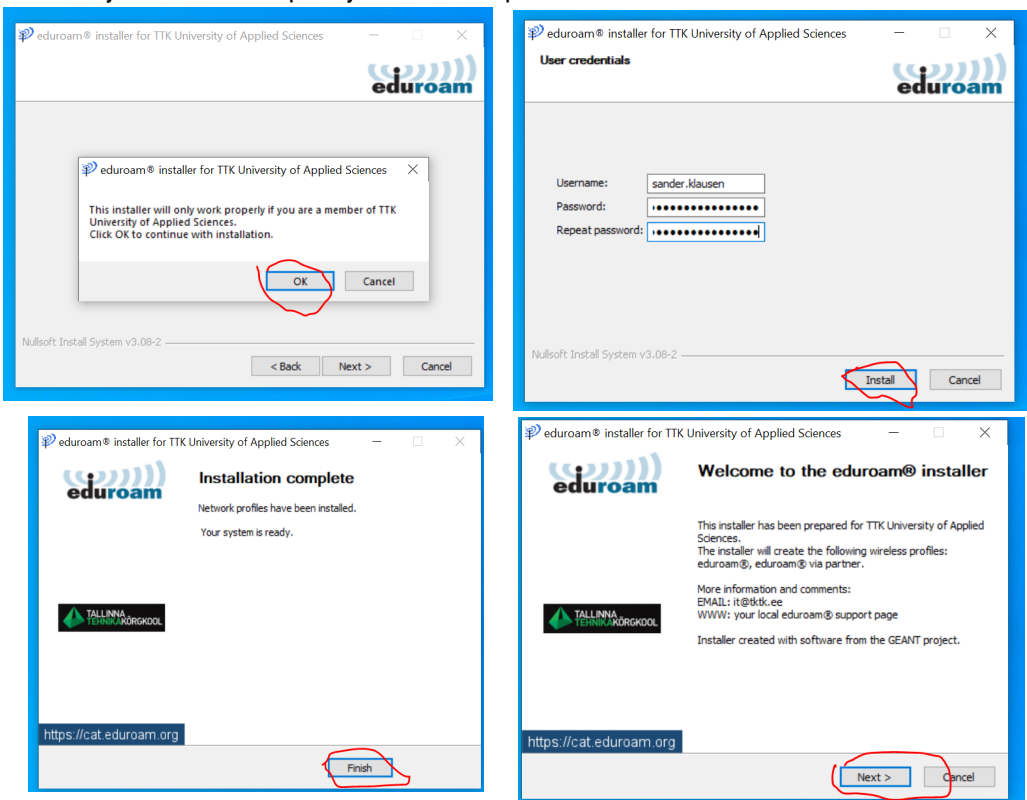 eduroam® installer for TTK University of Applied Sciences
eduroam
eduroam® installer for TTK University of Applied Sciences
This installer will only work properly if you are a member of TTK
University of Applied Sciences.
Click OK to continue with installation.
OK
Cancel
Nullsoft Install System v3.08-2
< Back
Next >
Cancel
eduroam® installer for TTK University of Applied Sciences
User credentials
eduroam
Username:
sander.klausen
Password:
Repeat password:
Nullsoft Install System v3.08-2
Install
Cancel
eduroam® installer for TTK University of Applied Sciences
eduroam
Installation complete
Network profiles have been installed.
Your system is ready.
TALLINNA
TEHNIKAKÕRGKOOL
https://cat.eduroam.org
Finish
eduroam® installer for TTK University of Applied Sciences
eduroam
Welcome to the eduroam® installer
This installer has been prepared for TTK University of Applied
Sciences.
The installer will create the following wireless profiles:
eduroam®, eduroam® via partner.
More information and comments:
EMAIL: it@tktk.ee
WWW: your local eduroam® support page
Installer created with software from the GEANT project.
TALLINNA
TEHNIKAKÕRGKOOL
https://cat.eduroam.org
Next >
Cancel